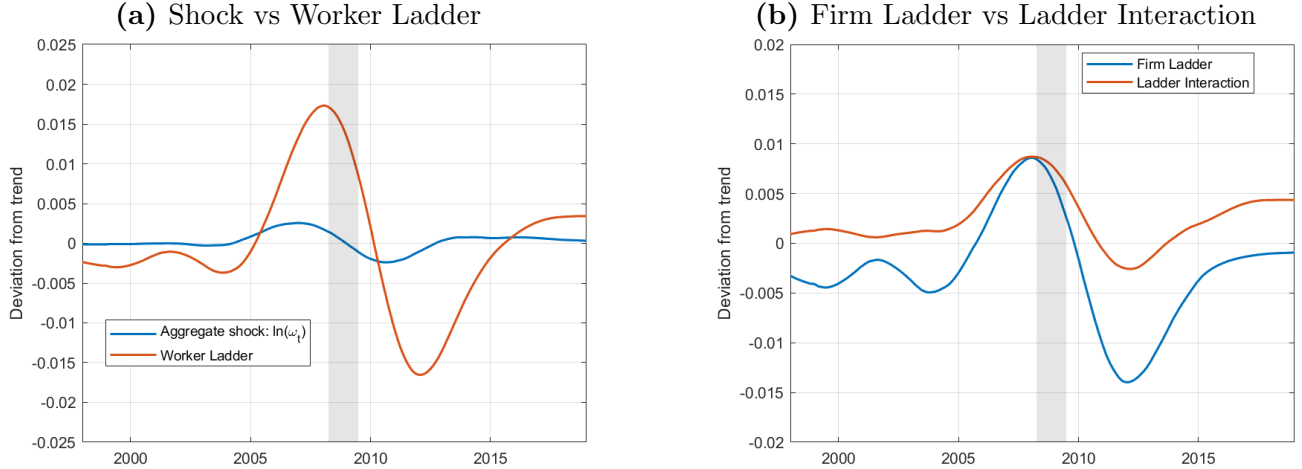 (a) Shock vs Worker Ladder
0.025
0.02
0.015
0.01
0.005
0
-0.005
-0.01
-0.015
-0.02
-0.025
Deviation from trend
Aggregate shock: ln(ω_t)
Worker Ladder
2000 2005 2010 2015
(b) Firm Ladder vs Ladder Interaction
0.02
0.015
0.01
0.005
0
-0.005
-0.01
-0.015
-0.02
Deviation from trend
Firm Ladder
Ladder Interaction
2000 2005 2010 2015